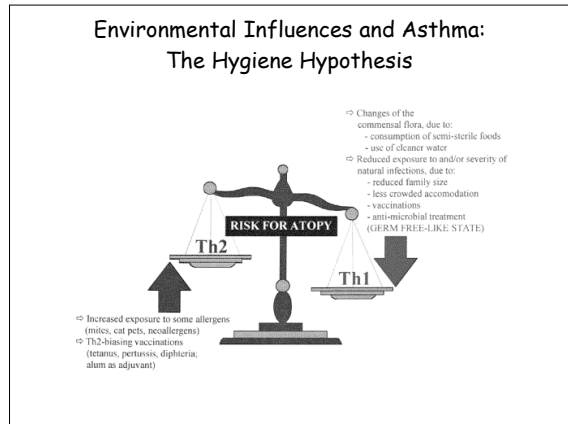 Environmental Influences and Asthma:
The Hygiene Hypothesis
⇨ Changes of the
commensal flora, due to:
- consumption of semi-sterile foods
- use of cleaner water
⇨ Reduced exposure to and/or severity of
natural infections, due to:
- reduced family size
- less crowded accomodation
- vaccinations
- anti-microbial treatment
(GERM FREE-LIKE STATE)
RISK FOR ATOPY
Th2
Th1
⇨ Increased exposure to some allergens
(mites, cat pets, neoallergens)
⇨ Th2-biasing vaccinations
(tetanus, pertussis, diphteria;
alum as adjuvant)